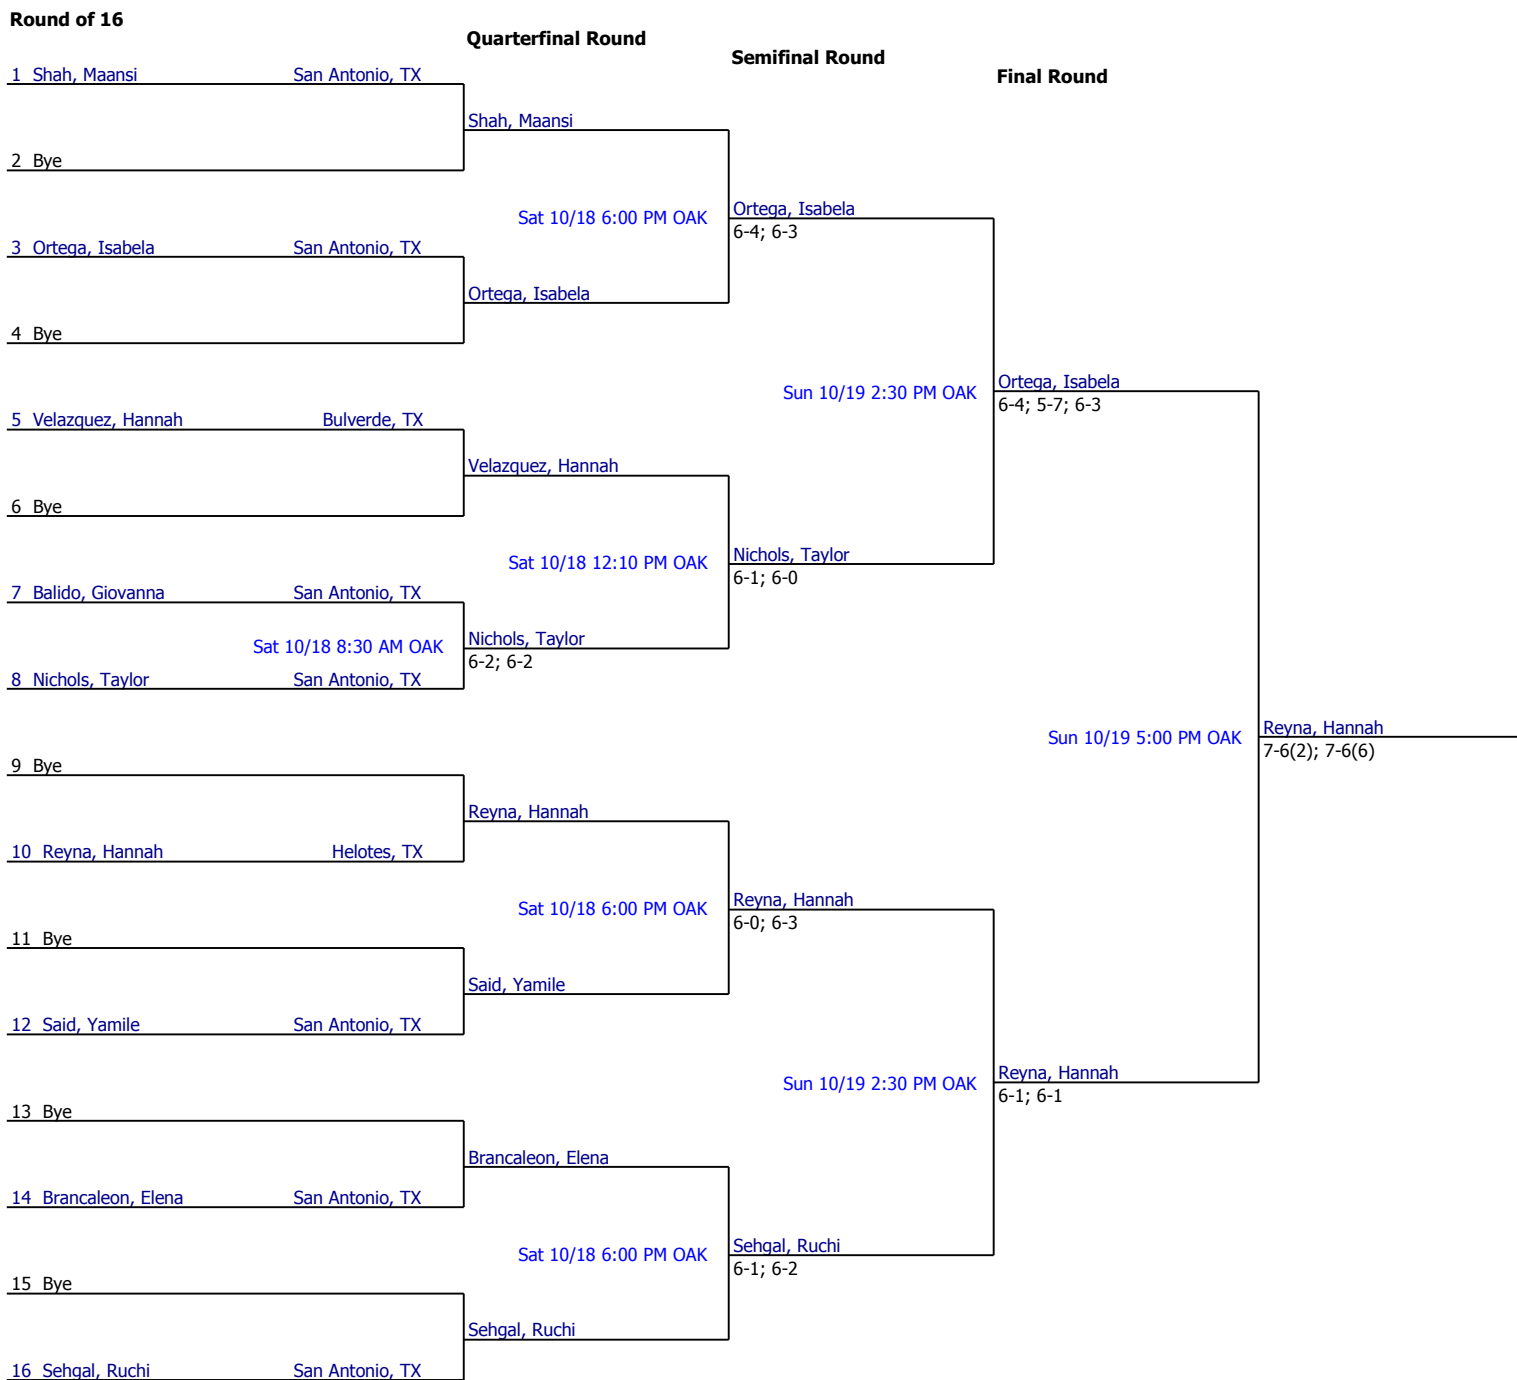 Round of 16
Quarterfinal Round
Semifinal Round
Final Round
1 Shah, Maansi San Antonio, TX
Shah, Maansi
2 Bye
Sat 10/18 6:00 PM OAK
Ortega, Isabela
6-4; 6-3
3 Ortega, Isabela San Antonio, TX
Ortega, Isabela
4 Bye
Sun 10/19 2:30 PM OAK
Ortega, Isabela
6-4; 5-7; 6-3
5 Velazquez, Hannah Bulverde, TX
Velazquez, Hannah
6 Bye
Sat 10/18 12:10 PM OAK
Nichols, Taylor
6-1; 6-0
7 Balido, Giovanna San Antonio, TX
Sat 10/18 8:30 AM OAK
Nichols, Taylor
6-2; 6-2
8 Nichols, Taylor San Antonio, TX
Sun 10/19 5:00 PM OAK
Reyna, Hannah
7-6(2); 7-6(6)
9 Bye
Reyna, Hannah
10 Reyna, Hannah Helotes, TX
Sat 10/18 6:00 PM OAK
Reyna, Hannah
6-0; 6-3
11 Bye
Said, Yamile
12 Said, Yamile San Antonio, TX
Sun 10/19 2:30 PM OAK
Reyna, Hannah
6-1; 6-1
13 Bye
Brancaleon, Elena
14 Brancaleon, Elena San Antonio, TX
Sat 10/18 6:00 PM OAK
Sehgal, Ruchi
6-1; 6-2
15 Bye
Sehgal, Ruchi
16 Sehgal, Ruchi San Antonio, TX